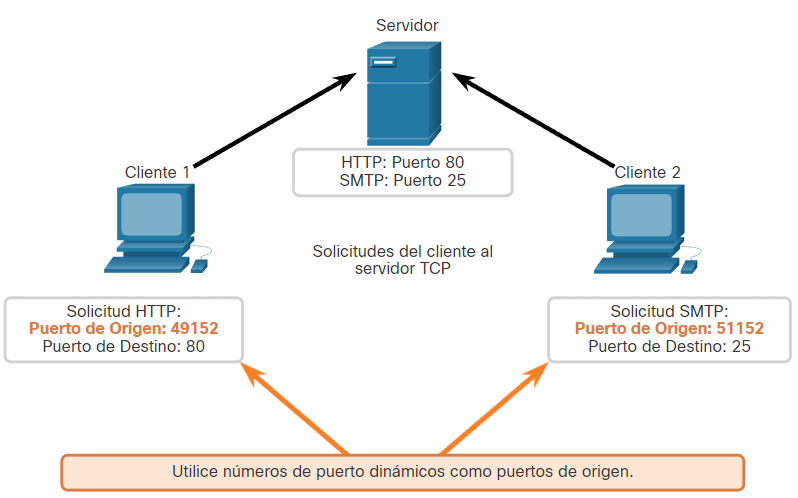 Servidor
HTTP: Puerto 80
SMTP: Puerto 25
Cliente 1
Cliente 2
Solicitudes del cliente al
servidor TCP
Solicitud HTTP:
Puerto de Origen: 49152
Puerto de Destino: 80
Solicitud SMTP:
Puerto de Origen: 51152
Puerto de Destino: 25
Utilice números de puerto dinámicos como puertos de origen.